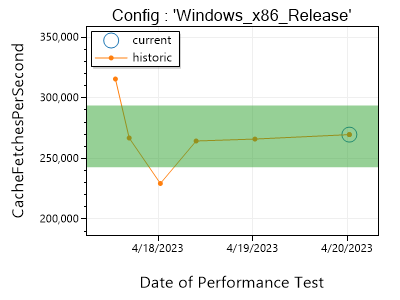 Config : 'Windows_x86_Release'
CacheFetchesPerSecond
350,000
300,000
250,000
200,000
current
historic
4/18/2023
4/19/2023
4/20/2023
Date of Performance Test